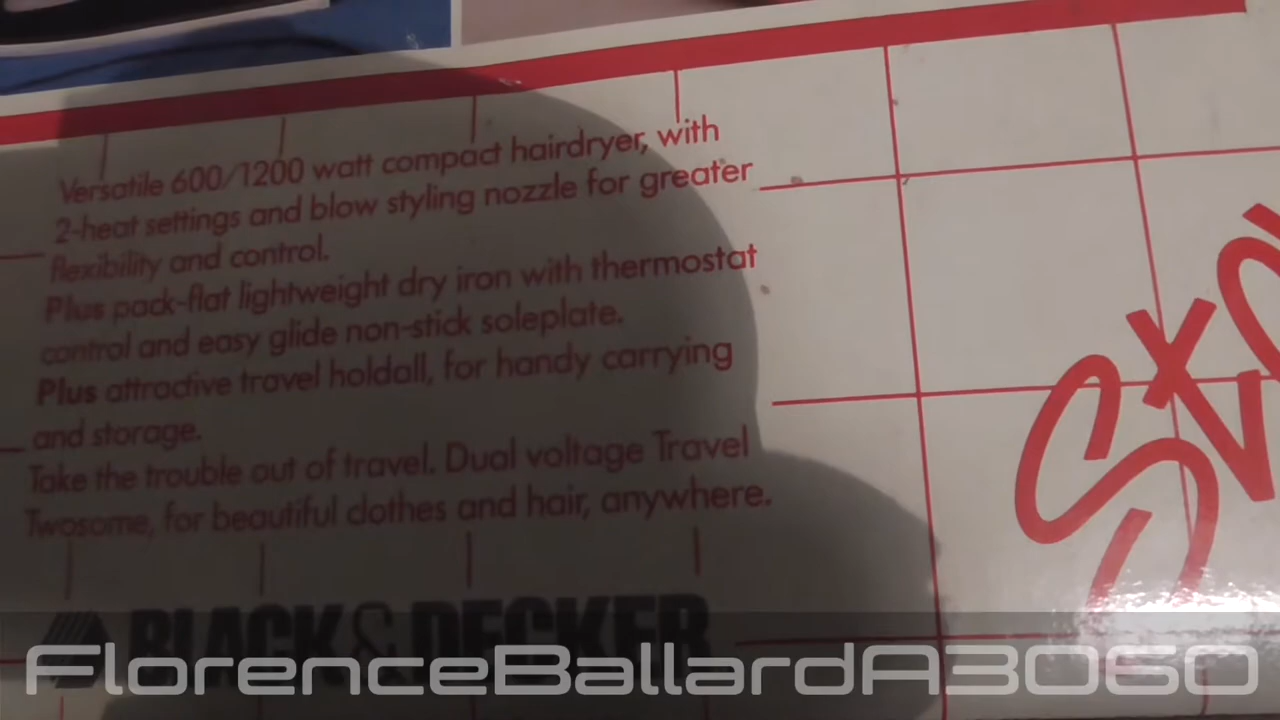 Versatile 600/1200 watt compact hairdryer, with
2-heat settings and blow styling nozzle for greater
flexibility and control.
Plus pack-flat lightweight dry iron with thermostat
control and easy glide non-stick soleplate.
Plus attractive travel holdall, for handy carrying
and storage.
Take the trouble out of travel. Dual voltage Travel
Twosome, for beautiful clothes and hair, anywhere.
BLACK & DECKER
FlorenceBallardA3060